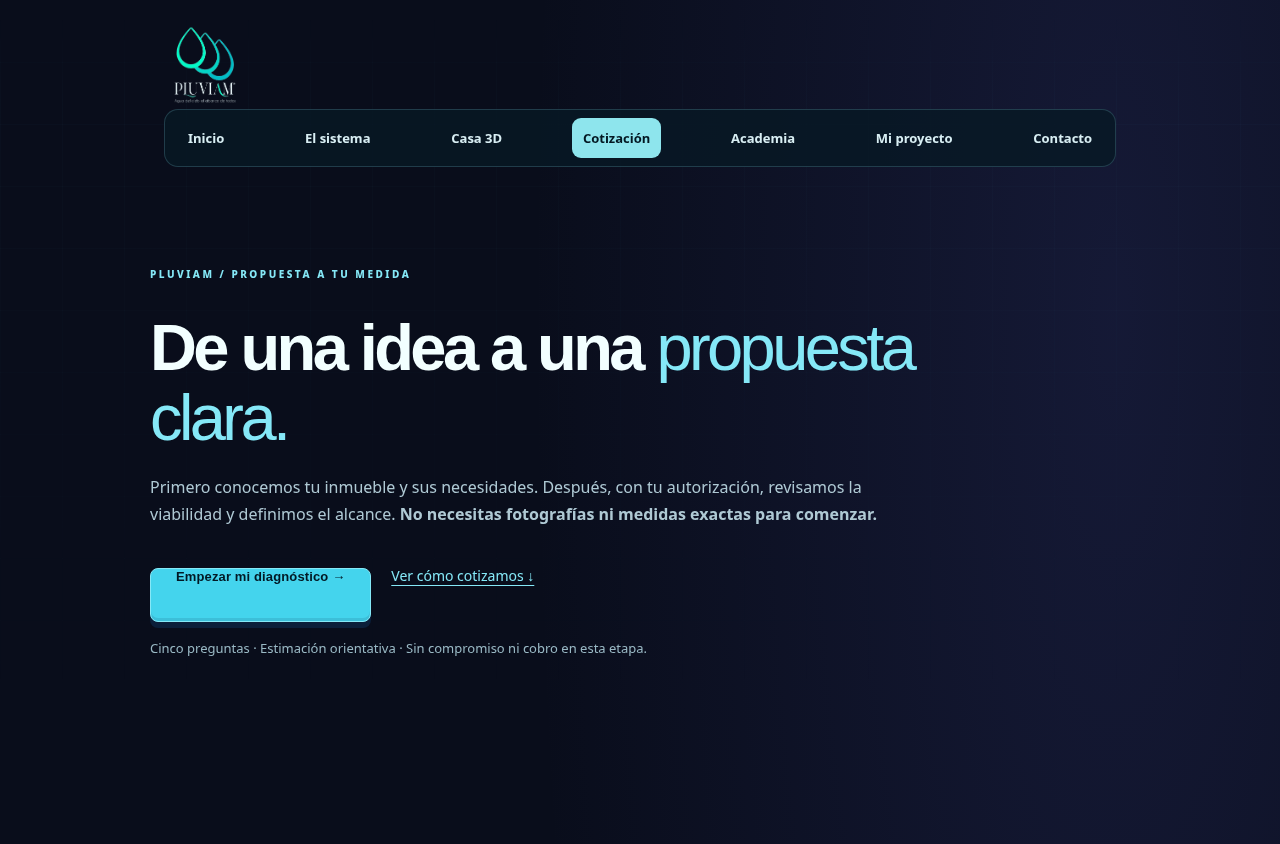 PLUVIAM
Inicio
El sistema
Casa 3D
Cotización
Academia
Mi proyecto
Contacto
PLUVIAM / PROPUESTA A TU MEDIDA
De una idea a una propuesta
clara.
Primero conocemos tu inmueble y sus necesidades. Después, con tu autorización, revisamos la
viabilidad y definimos el alcance. No necesitas fotografías ni medidas exactas para comenzar.
Empezar mi diagnóstico →
Ver cómo cotizamos ↓
Cinco preguntas · Estimación orientativa · Sin compromiso ni cobro en esta etapa.